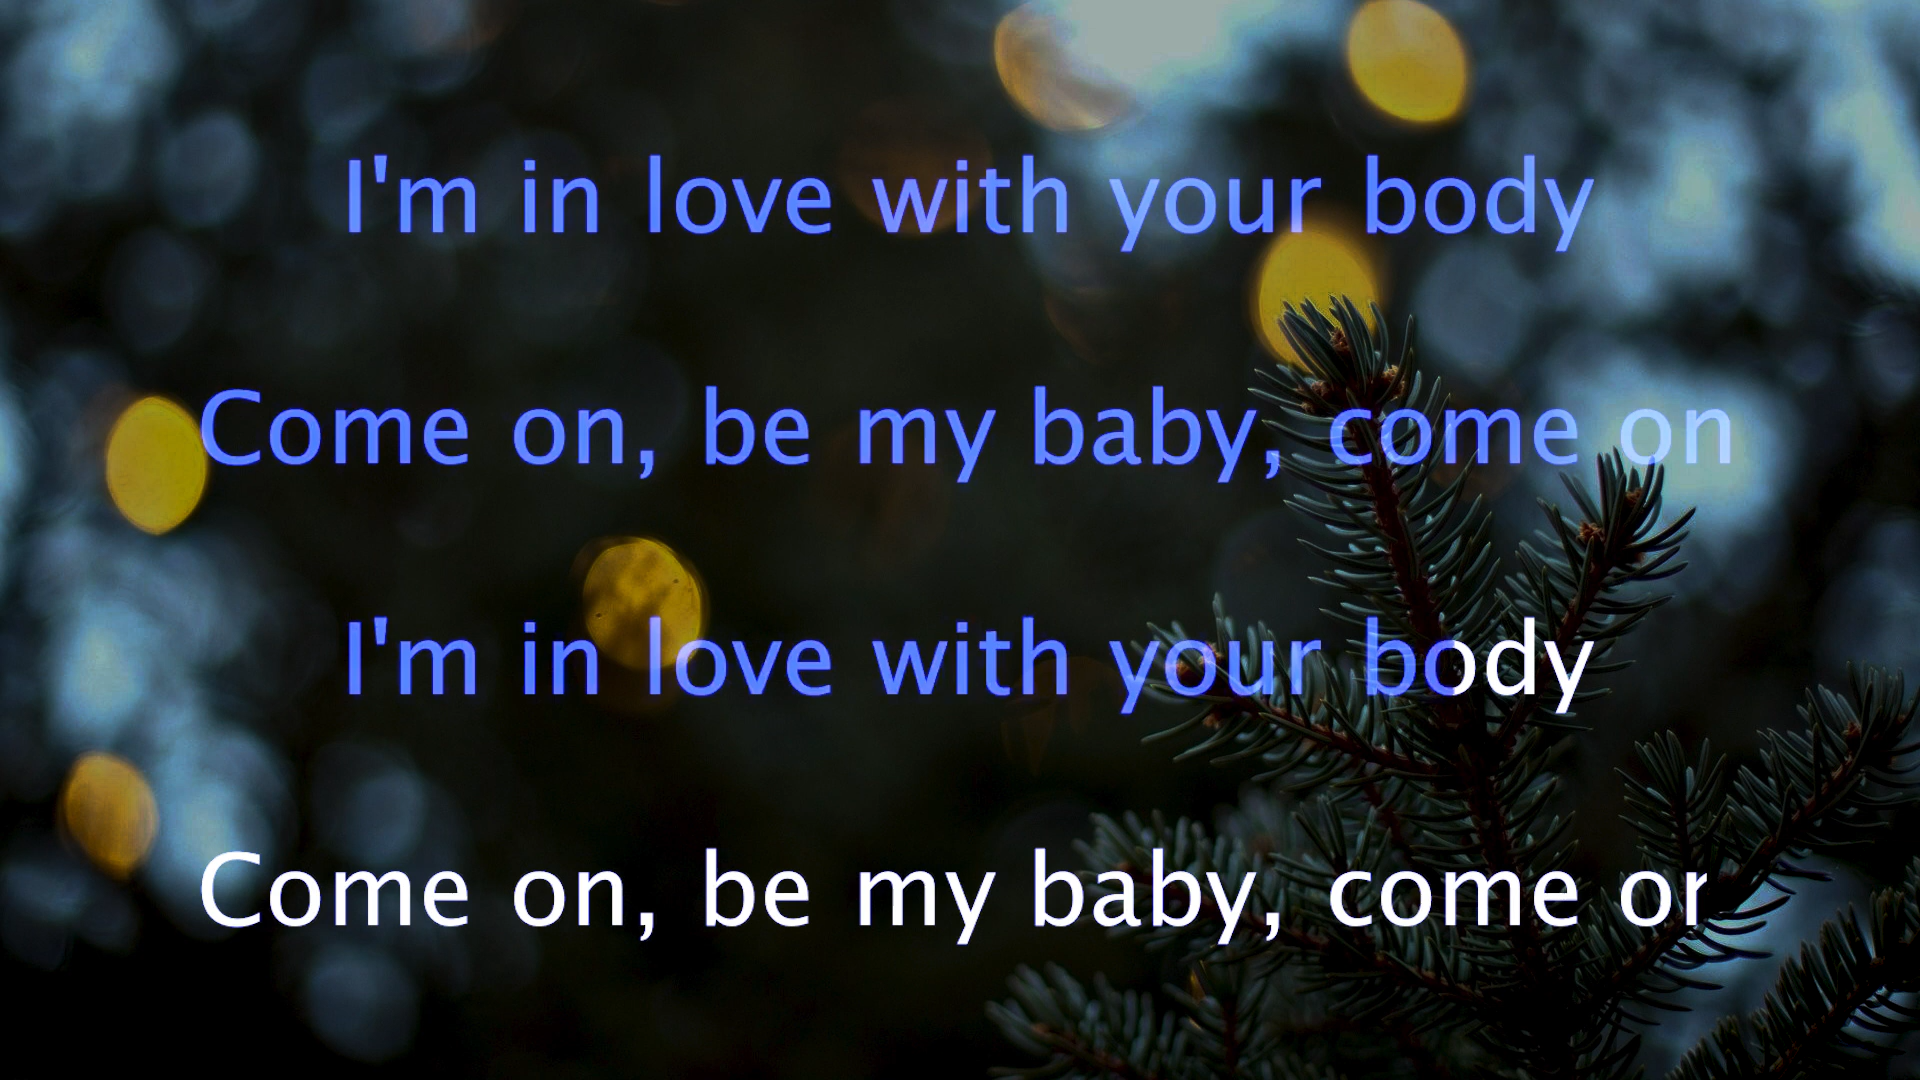 I'm in love with your body
Come on, be my baby, come on
I'm in love with your body
Come on, be my baby, come or